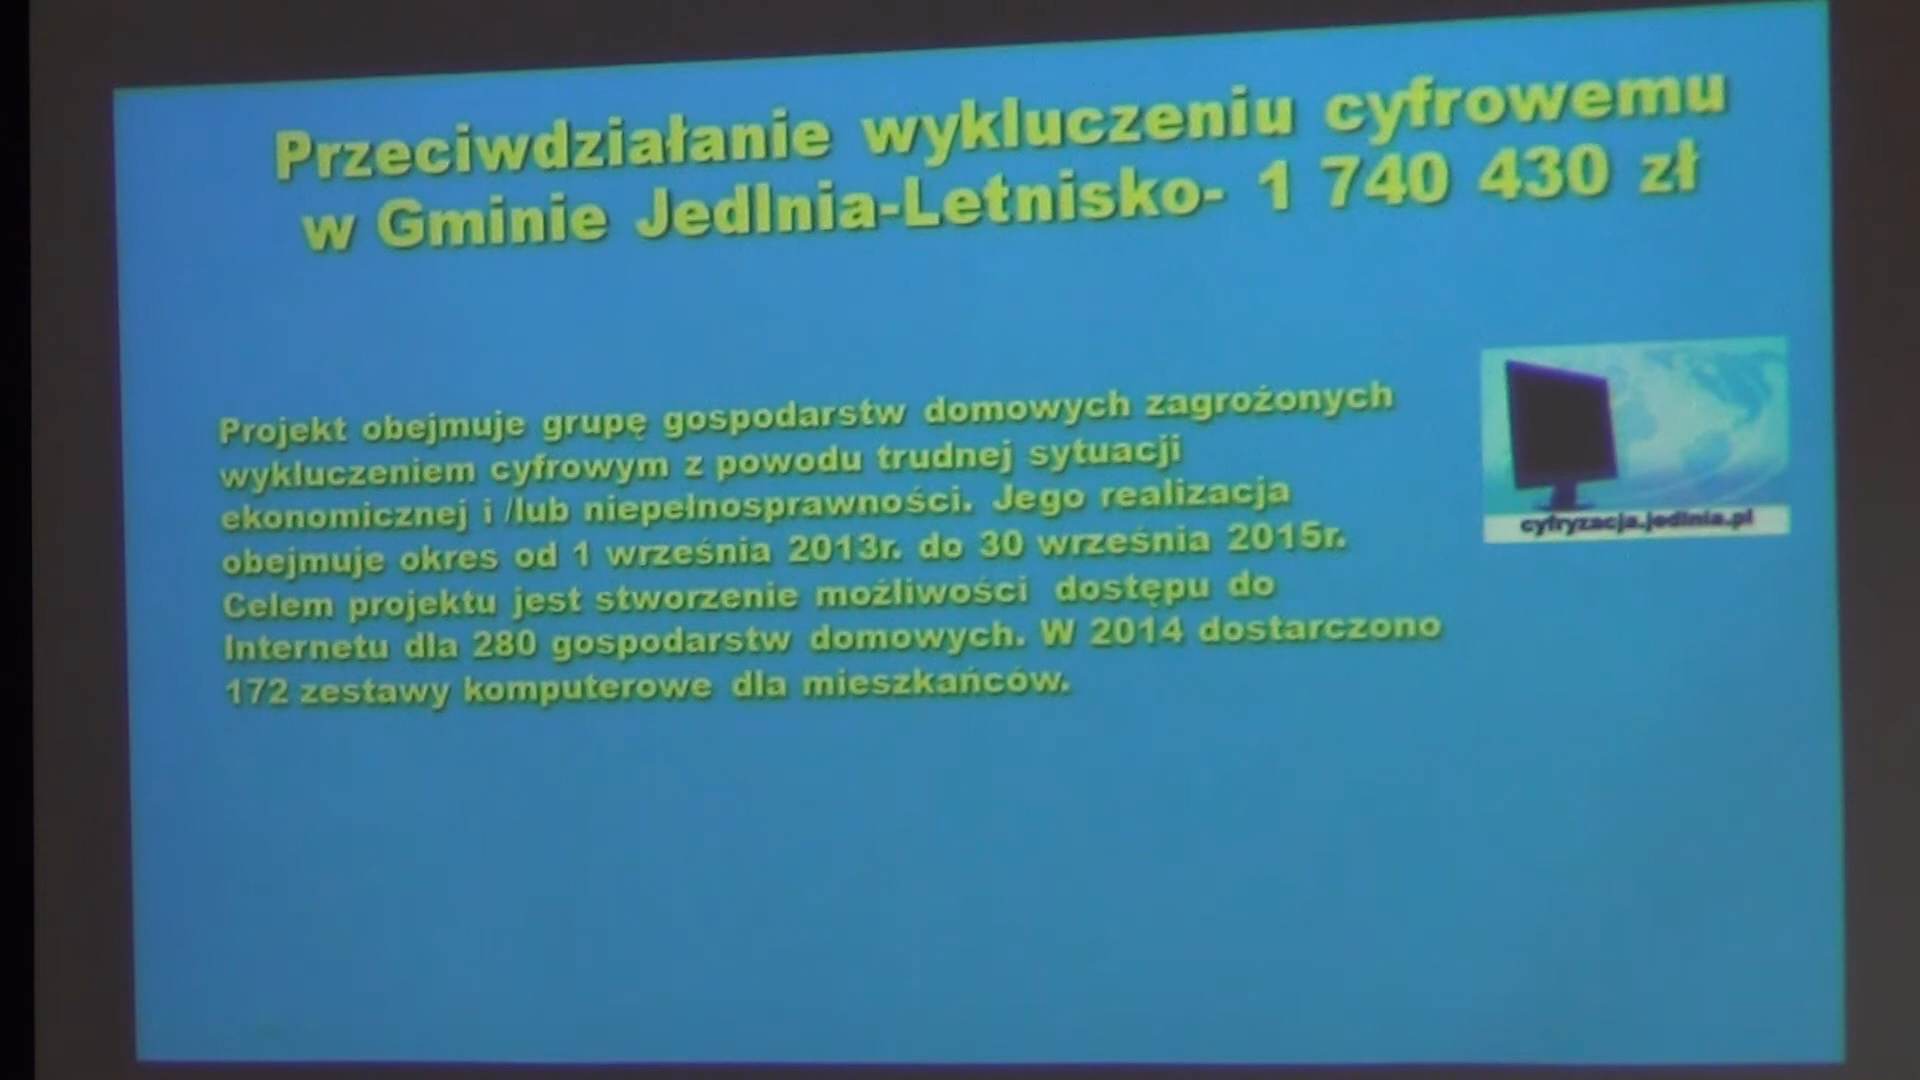 Przeciwdziałanie wykluczeniu cyfrowemu
w Gminie Jedlnia-Letnisko- 1 740 430 zł
Projekt obejmuje grupę gospodarstw domowych zagrożonych
wykluczeniem cyfrowym z powodu trudnej sytuacji
ekonomicznej i /lub niepełnosprawności. Jego realizacja
obejmuje okres od 1 września 2013r. do 30 września 2015r.
Celem projektu jest stworzenie możliwości dostępu do
Internetu dla 280 gospodarstw domowych. W 2014 dostarczono
172 zestawy komputerowe dla mieszkańców.
cyfryzacja.jedlnia.pl